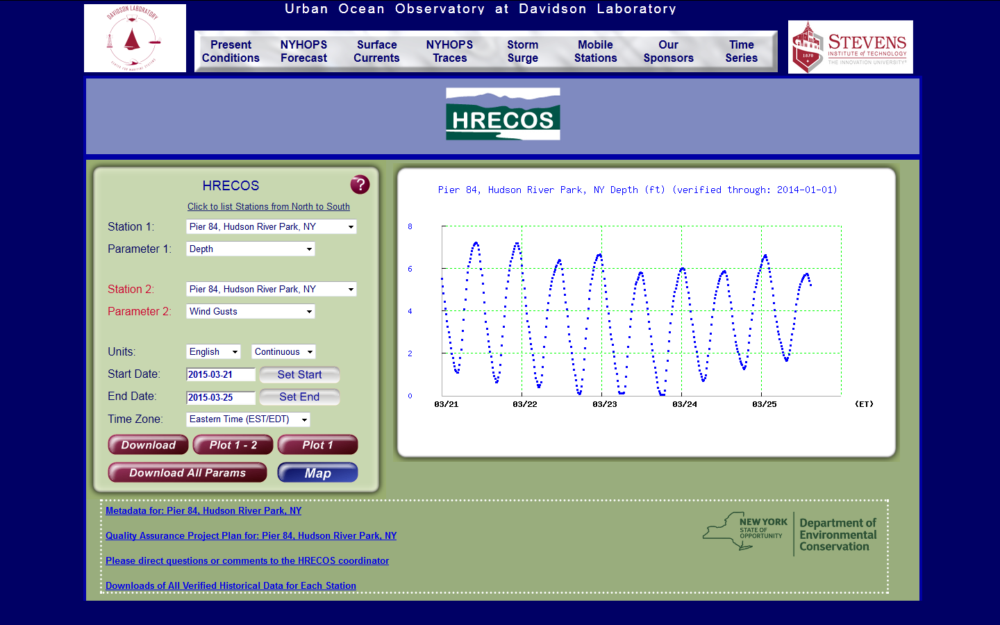 Urban Ocean Observatory at Davidson Laboratory
DAVIDSON LABORATORY
CENTER FOR MARITIME SYSTEMS
Present Conditions
NYHOPS Forecast
Surface Currents
NYHOPS Traces
Storm Surge
Mobile Stations
Our Sponsors
Time Series
1870
STEVENS
INSTITUTE of TECHNOLOGY
THE INNOVATION UNIVERSITY®
HRECOS
HRECOS
?
Click to list Stations from North to South
Station 1: Pier 84, Hudson River Park, NY
Parameter 1: Depth
Station 2: Pier 84, Hudson River Park, NY
Parameter 2: Wind Gusts
Units: English Continuous
Start Date: 2015-03-21 Set Start
End Date: 2015-03-25 Set End
Time Zone: Eastern Time (EST/EDT)
Download Plot 1 - 2 Plot 1
Download All Params Map
Pier 84, Hudson River Park, NY Depth (ft) (verified through: 2014-01-01)
8
6
4
2
0
03/21 03/22 03/23 03/24 03/25 (ET)
Metadata for: Pier 84, Hudson River Park, NY
Quality Assurance Project Plan for: Pier 84, Hudson River Park, NY
Please direct questions or comments to the HRECOS coordinator
Downloads of All Verified Historical Data for Each Station
NEW YORK
STATE OF
OPPORTUNITY
Department of
Environmental
Conservation